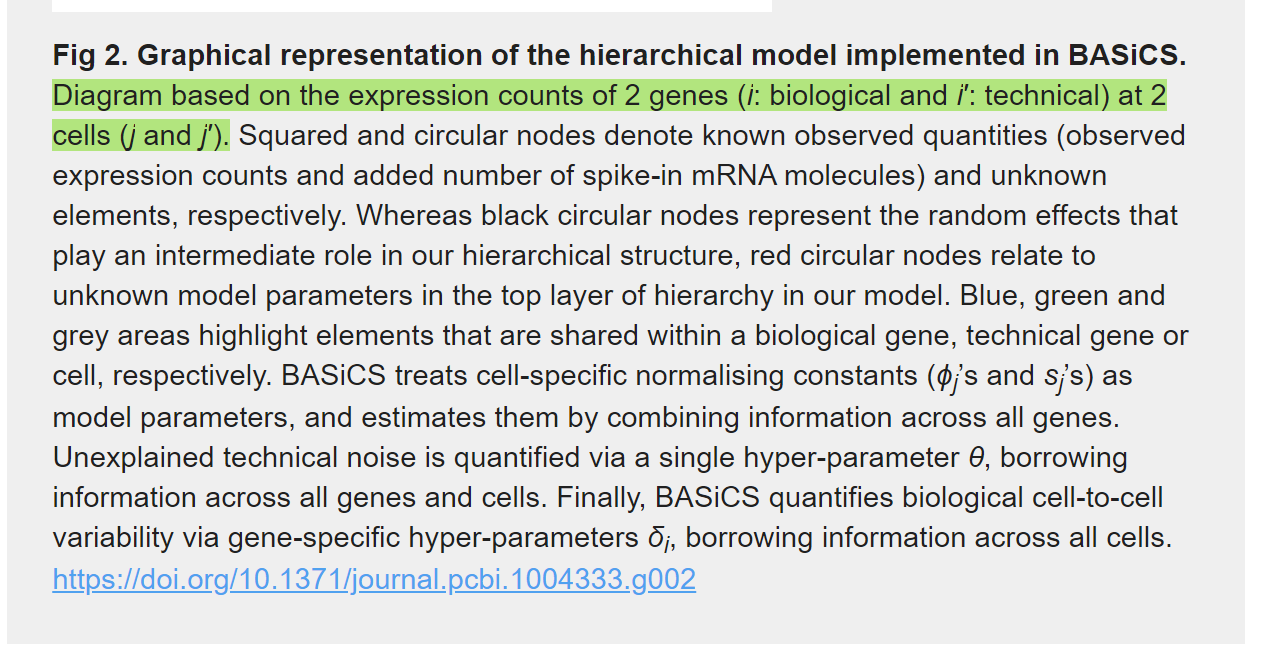 Fig 2. Graphical representation of the hierarchical model implemented in BASiCS.
Diagram based on the expression counts of 2 genes (i: biological and i′: technical) at 2
cells (j and j′). Squared and circular nodes denote known observed quantities (observed
expression counts and added number of spike-in mRNA molecules) and unknown
elements, respectively. Whereas black circular nodes represent the random effects that
play an intermediate role in our hierarchical structure, red circular nodes relate to
unknown model parameters in the top layer of hierarchy in our model. Blue, green and
grey areas highlight elements that are shared within a biological gene, technical gene or
cell, respectively. BASiCS treats cell-specific normalising constants (ϕj's and sj's) as
model parameters, and estimates them by combining information across all genes.
Unexplained technical noise is quantified via a single hyper-parameter θ, borrowing
information across all genes and cells. Finally, BASiCS quantifies biological cell-to-cell
variability via gene-specific hyper-parameters δi, borrowing information across all cells.
https://doi.org/10.1371/journal.pcbi.1004333.g002